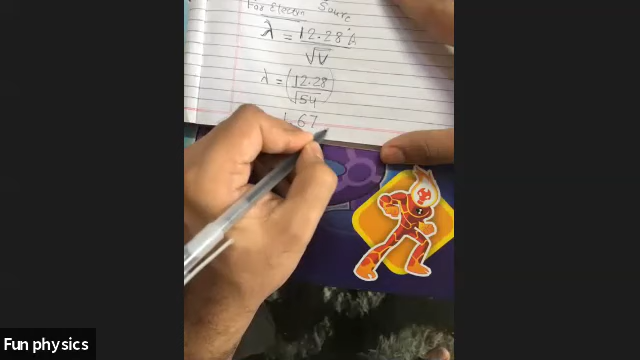 For Electron Source
λ = 12.28 Å
√V
λ = (12.28
√54)
1.67
Fun physics